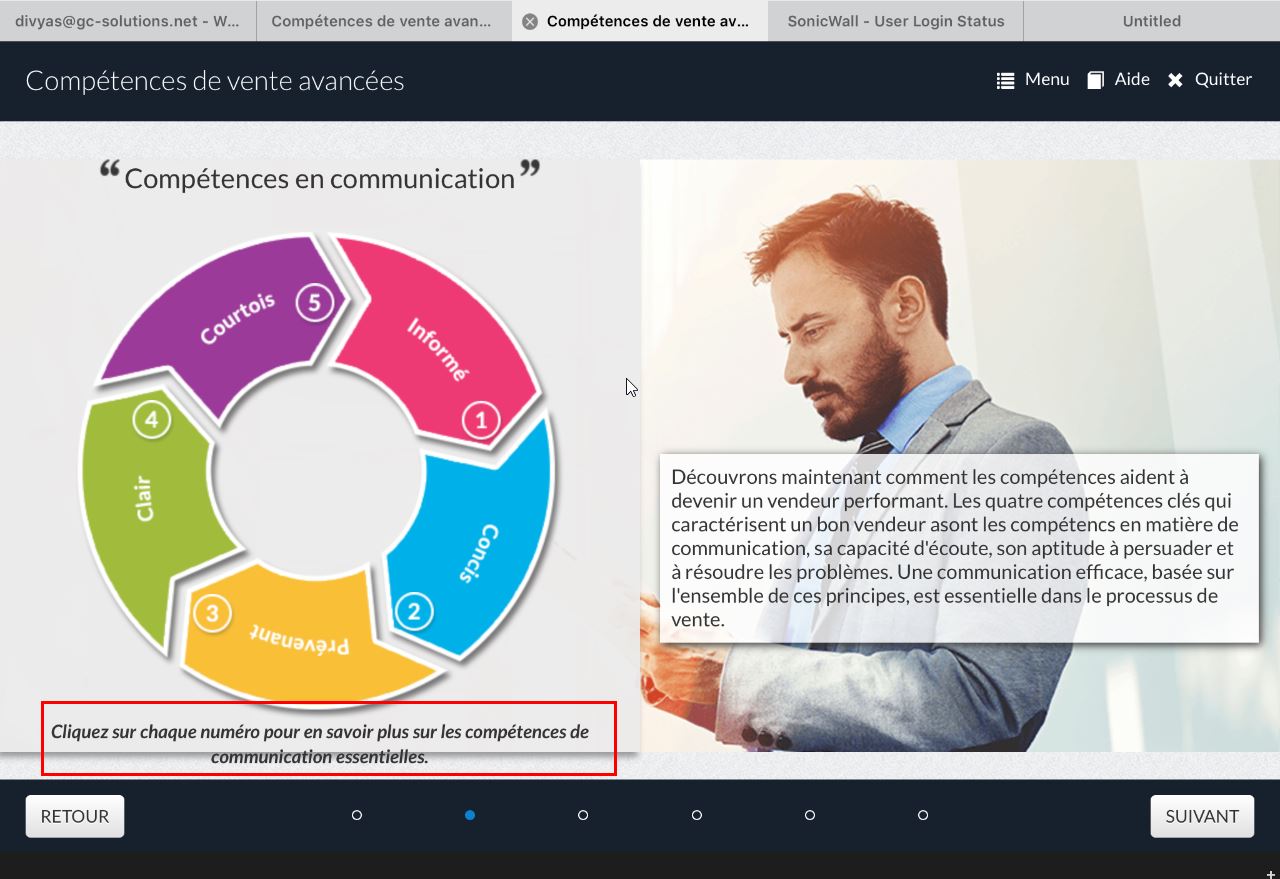 divyas@gc-solutions.net - W...
Compétences de vente avan...
Compétences de vente av...
SonicWall - User Login Status
Untitled
Compétences de vente avancées
Menu
Aide
Quitter
“Compétences en communication”
Courtois 5
Informé 1
Concis 2
Prévenant 3
Clair 4
Cliquez sur chaque numéro pour en savoir plus sur les compétences de
communication essentielles.
Découvrons maintenant comment les compétences aident à
devenir un vendeur performant. Les quatre compétences clés qui
caractérisent un bon vendeur asont les compétencs en matière de
communication, sa capacité d'écoute, son aptitude à persuader et
à résoudre les problèmes. Une communication efficace, basée sur
l'ensemble de ces principes, est essentielle dans le processus de
vente.
RETOUR
SUIVANT